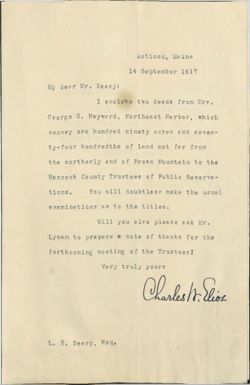 Asticou, Maine
14 September 1917
My dear Mr. Deasy:
I enclose two deeds from Mrs.
George G. Hayward, Northeast Harbor, which
convey one hundred ninety acres and seven-
ty-four hundredths of land not far from
the northerly end of Brown Mountain to the
Hancock County Trustees of Public Reserva-
tions. You will doubtless make the usual
examinations as to the titles.
Will you also please ask Mr.
Lynam to prepare a vote of thanks for the
forthcoming meeting of the Trustees?
Very truly yours
Charles W. Eliot
L. B. Deasy, Esq.